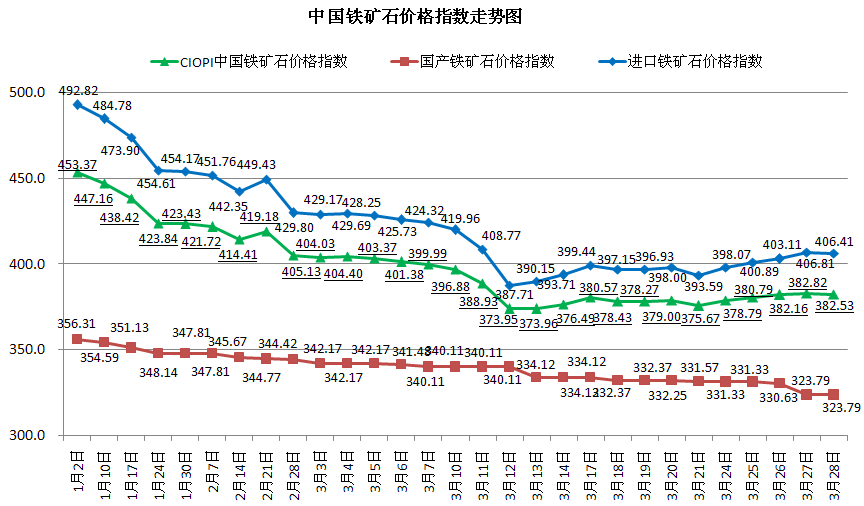 中国铁矿石价格指数走势图
CIOPI中国铁矿石价格指数 国产铁矿石价格指数 进口铁矿石价格指数
500.0
450.0
400.0
350.0
300.0
492.82 484.78 473.90 454.61 454.17 451.76 442.35 449.43 429.80 429.17 429.69 428.25 425.73 424.32 419.96 408.77 387.71 390.15 393.71 399.44 397.15 396.93 398.00 393.59 398.07 400.89 403.11 406.81 406.41
453.37 447.16 438.42 423.84 423.43 421.72 414.41 419.18 405.13 404.03 404.40 403.37 401.38 399.99 396.88 388.93 373.95 373.96 376.49 380.57 378.43 378.27 379.00 375.67 378.79 380.79 382.16 382.82 382.53
356.31 354.59 351.13 348.14 347.81 347.81 345.67 344.77 344.42 342.17 342.17 342.17 341.48 340.11 340.11 340.11 340.11 334.12 334.12 334.12 332.37 332.37 332.25 331.57 331.33 331.33 330.63 323.79 323.79
1月2日 1月10日 1月17日 1月24日 1月30日 2月7日 2月14日 2月21日 2月28日 3月3日 3月4日 3月5日 3月6日 3月7日 3月10日 3月11日 3月12日 3月13日 3月14日 3月17日 3月18日 3月19日 3月20日 3月21日 3月24日 3月25日 3月26日 3月27日 3月28日